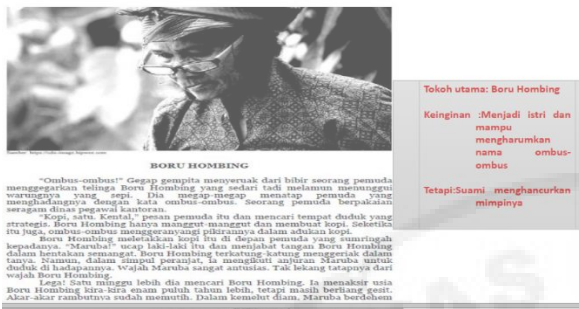 BORU HOMBING
"Ombus-ombus!" Gegap gempita menyeruak dari bibir seorang pemuda
menggegarkan telinga Boru Hombing yang sedari tadi melamun menunggui
warungnya yang sepi. Dia megap-megap menatap pemuda yang
menghadangnya dengan kata ombus-ombus. Seorang pemuda berpakaian
seragam dinas pegawai kantoran.
"Kopi, satu. Kental," pesan pemuda itu dan mencari tempat duduk yang
strategis. Boru Hombing hanya manggut-manggut dan membuat kopi. Seketika
itu juga, ombus-ombus menggerayangi pikirannya dalam adukan kopi.
Boru Hombing meletakkan kopi itu di depan pemuda yang sumringah
kepadanya. "Maruba!" ucap laki-laki itu dan menjabat tangan Boru Hombing
dalam hentakan semangat. Boru Hombing terkatung-katung menggeriak dalam
tanya. Namun, dalam simpul peranjat, ia mengikuti anjuran Maruba untuk
duduk di hadapannya. Wajah Maruba sangat antusias. Tak lekang tatapnya dari
wajah Boru Hombing.
Lega! Satu minggu lebih dia mencari Boru Hombing. Ia menaksir usia
Boru Hombing kira-kira enam puluh tahun lebih, tetapi masih berliang gesit.
Akar-akar rambutnya sudah memutih. Dalam kemelut diam, Maruba berdehem
Tokoh utama: Boru Hombing
Keinginan :Menjadi istri dan
mampu
mengharumkan
nama ombus-
ombus
Tetapi:Suami menghancurkan
mimpinya